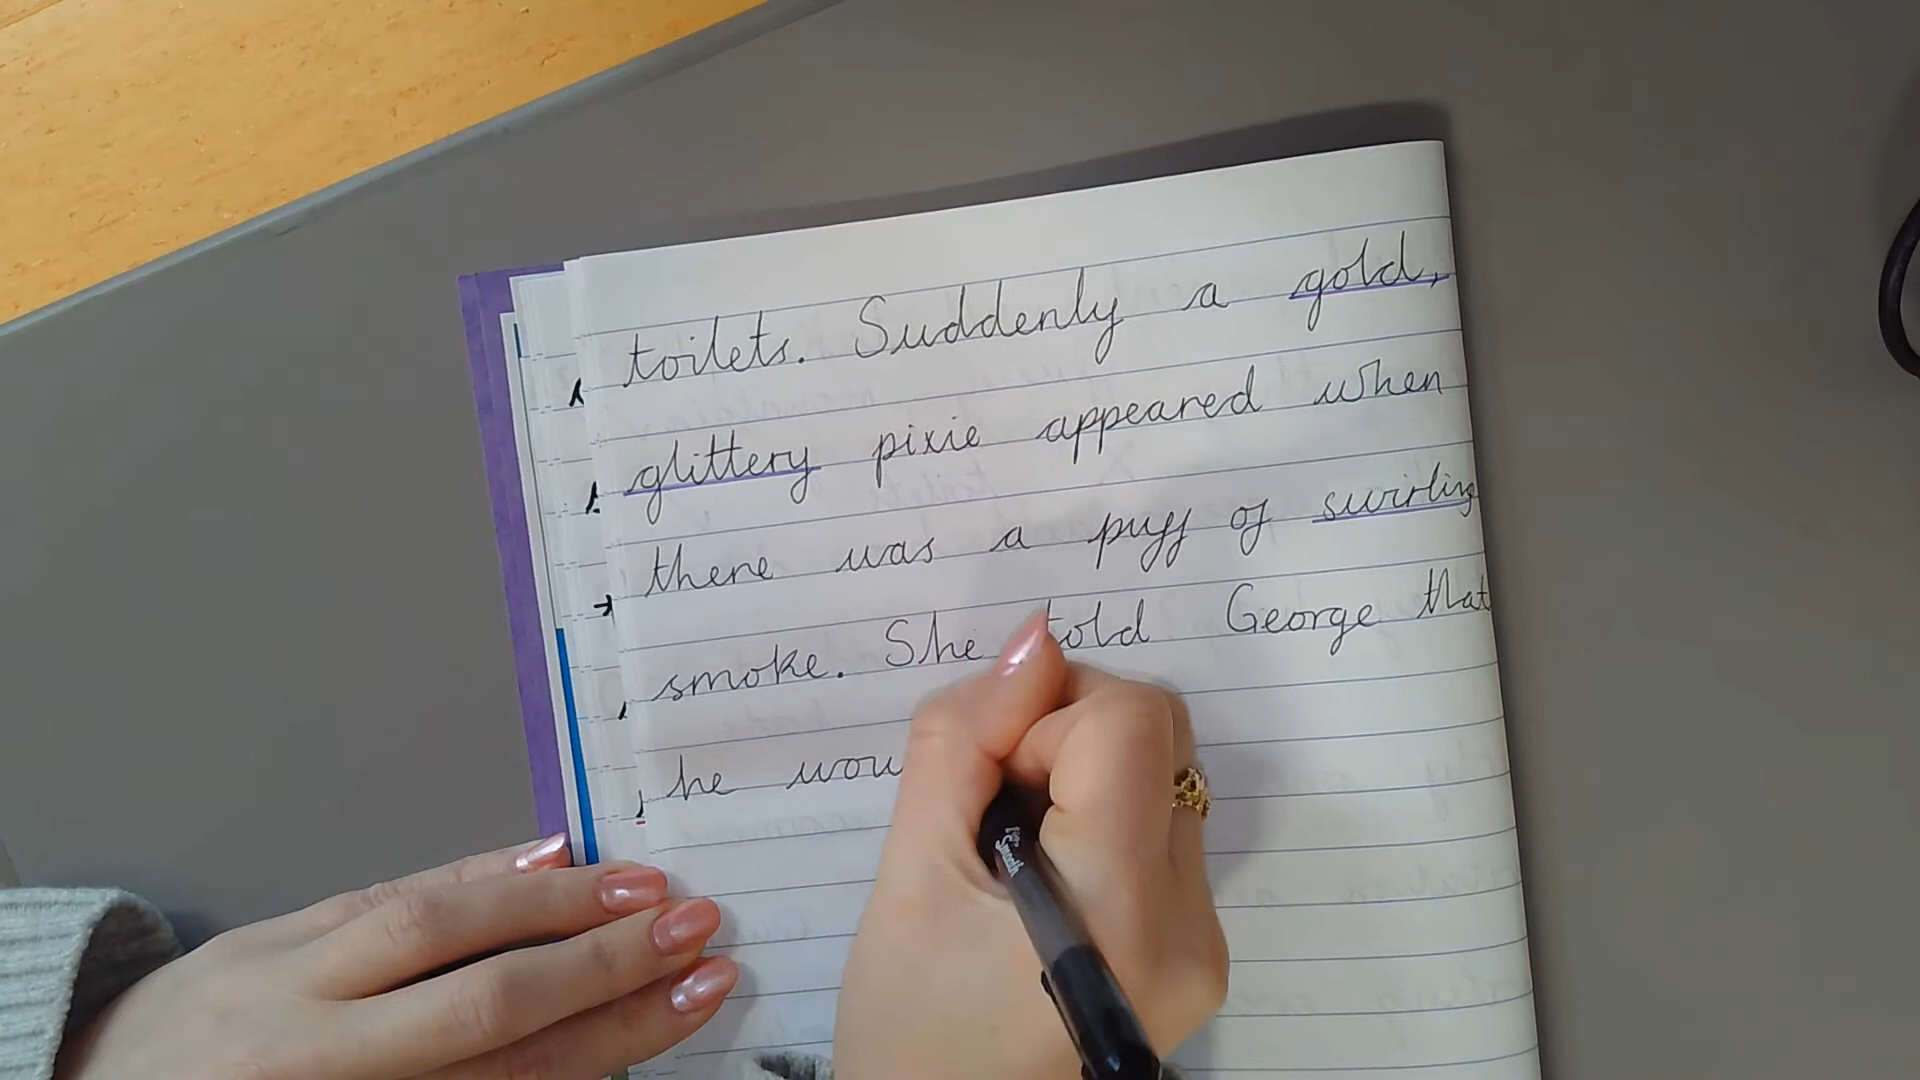 toilets. Suddenly a gold,
glittery pixie appeared when
there was a puff of swirling
smoke. She told George that
he wou
Smooth